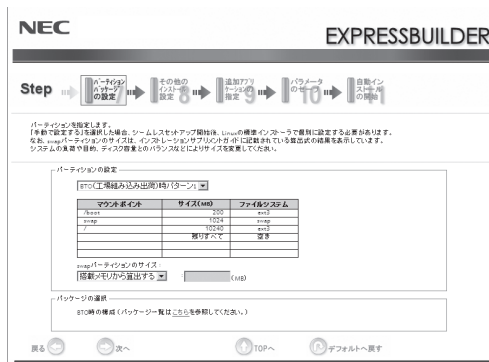 NEC
EXPRESSBUILDER
Step
パーティション
パッケージ
の設定
7
その他の
インストール
設定
8
追加アプリ
ケーションの
指定
9
パラメータ
のセーブ
10
自動イン
ストール
の開始
パーティションを指定します。
「手動で設定する」を選択した場合、シームレスセットアップ開始後、Linuxの標準インストーラで個別に設定する必要があります。
なお、swapパーティションのサイズは、インストレーションサプリメントガイドに記載されている算出式の結果を表示しています。
システムの負荷や目的、ディスク容量とのバランスなどによりサイズを変更してください。
パーティションの設定
BTO(工場組み込み出荷)時パターン1
マウントポイント サイズ(MB) ファイルシステム
/boot 200 ext3
swap 1024 swap
/ 10240 ext3
残りすべて 空き
swapパーティションのサイズ:
搭載メモリから算出する : (MB)
パッケージの選択
BTO時の構成(パッケージ一覧はこちらを参照してください。)
戻る 次へ TOPへ デフォルトへ戻す